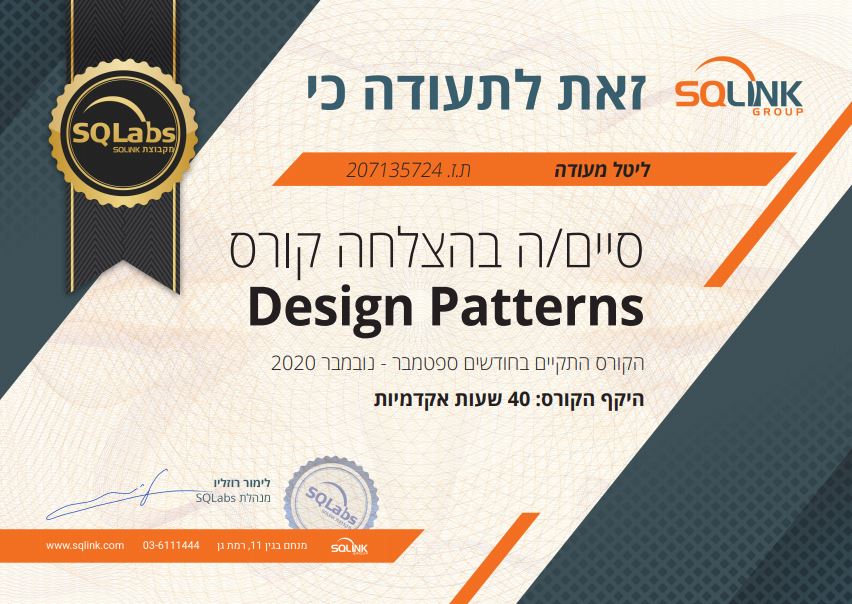 זאת לתעודה כי
SQLINK
GROUP
SQLabs
מקבוצת SQLINK
ליטל מעודה ת.ז. 207135724
סיים/ה בהצלחה קורס
Design Patterns
הקורס התקיים בחודשים ספטמבר - נובמבר 2020
היקף הקורס: 40 שעות אקדמיות
לימור רוזליו
מנהלת SQLabs
SQLabs
SQLINK
GROUP
מנחם בגין 11, רמת גן 03-6111444 www.sqlink.com